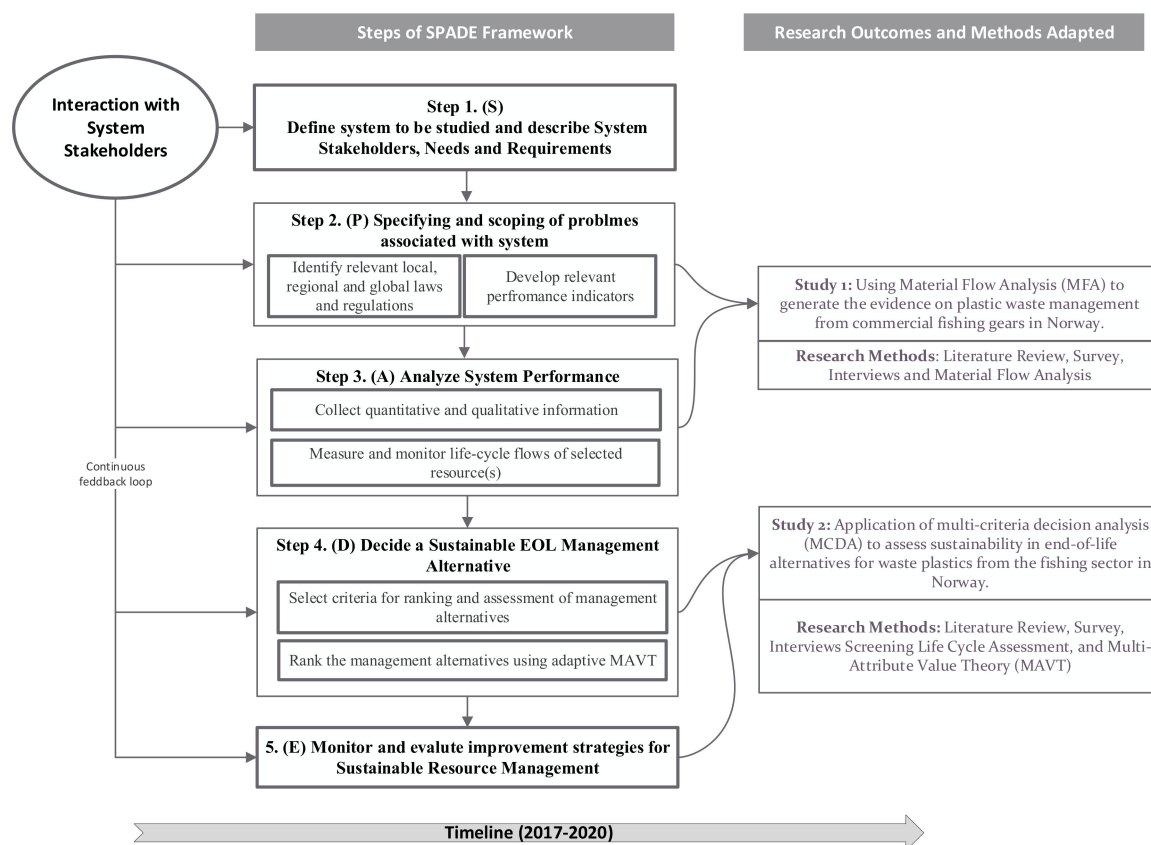 Steps of SPADE Framework
Research Outcomes and Methods Adapted
Interaction with
System
Stakeholders
Step 1. (S)
Define system to be studied and describe System
Stakeholders, Needs and Requirements
Step 2. (P) Specifying and scoping of problmes
associated with system
Identify relevant local,
regional and global laws
and regulations
Develop relevant
perfromance indicators
Step 3. (A) Analyze System Performance
Collect quantitative and qualitative information
Measure and monitor life-cycle flows of selected
resource(s)
Continuous
feddback loop
Step 4. (D) Decide a Sustainable EOL Management
Alternative
Select criteria for ranking and assessment of management
alternatives
Rank the management alternatives using adaptive MAVT
5. (E) Monitor and evalute improvement strategies for
Sustainable Resource Management
Study 1: Using Material Flow Analysis (MFA) to
generate the evidence on plastic waste management
from commercial fishing gears in Norway.
Research Methods: Literature Review, Survey,
Interviews and Material Flow Analysis
Study 2: Application of multi-criteria decision analysis
(MCDA) to assess sustainability in end-of-life
alternatives for waste plastics from the fishing sector in
Norway.
Research Methods: Literature Review, Survey,
Interviews Screening Life Cycle Assessment, and Multi-
Attribute Value Theory (MAVT)
Timeline (2017-2020)